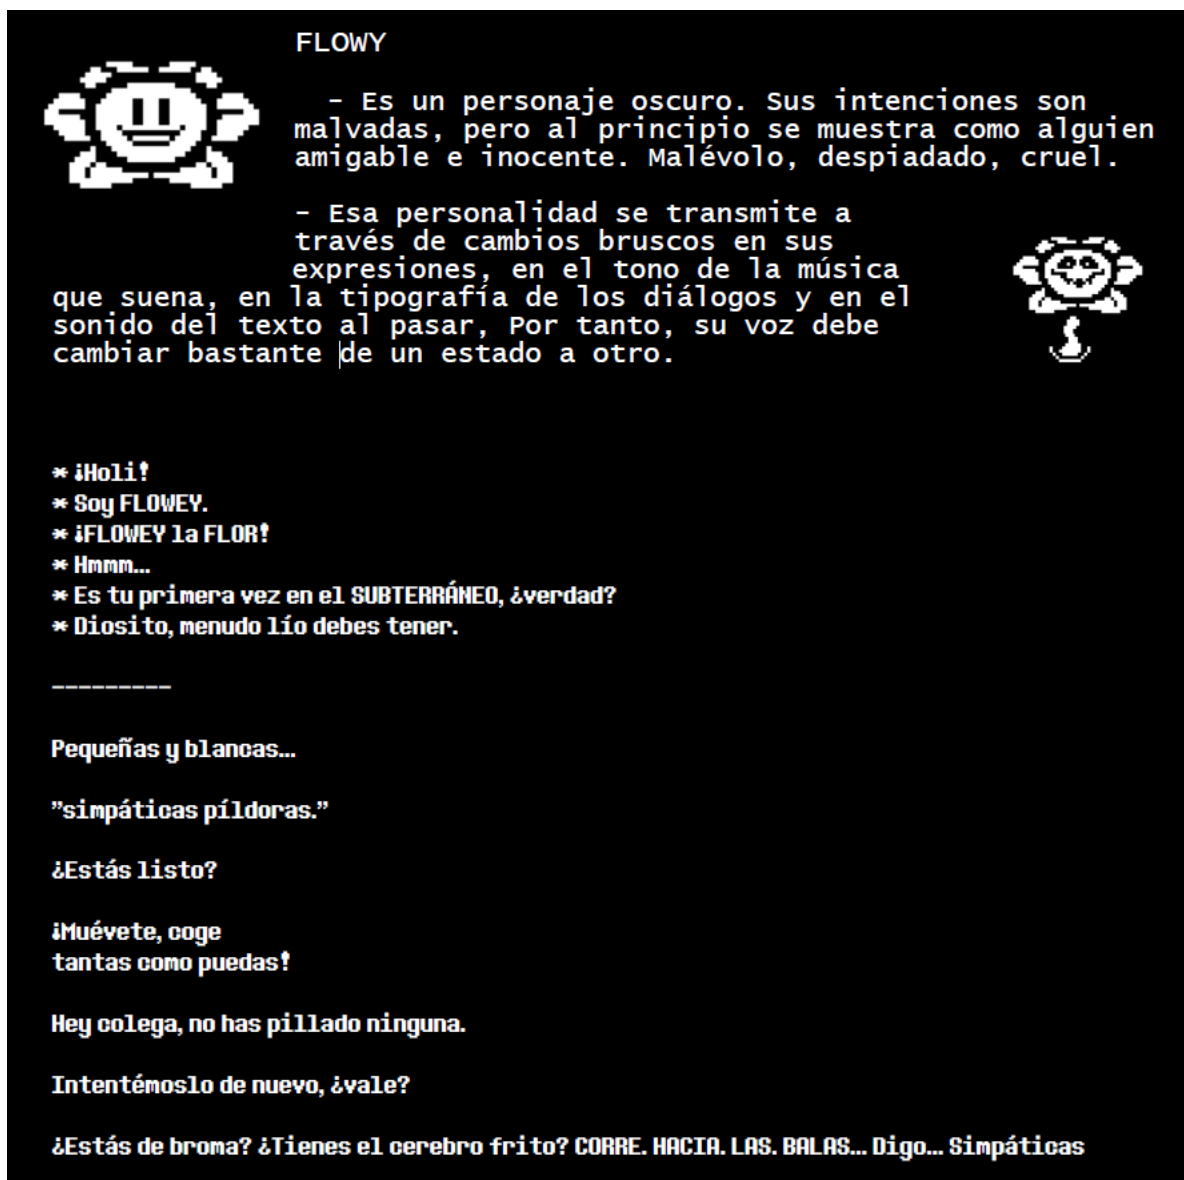 FLOWY
- Es un personaje oscuro. Sus intenciones son
malvadas, pero al principio se muestra como alguien
amigable e inocente. Malévolo, despiadado, cruel.
- Esa personalidad se transmite a
través de cambios bruscos en sus
expresiones, en el tono de la música
que suena, en la tipografía de los diálogos y en el
sonido del texto al pasar, Por tanto, su voz debe
cambiar bastante de un estado a otro.
* ¡Holi!
* Soy FLOWEY.
* ¡FLOWEY la FLOR!
* Hmmm...
* Es tu primera vez en el SUBTERRÁNEO, ¿verdad?
* Diosito, menudo lío debes tener.
_________
Pequeñas y blancas...
”simpáticas píldoras.”
¿Estás listo?
¡Muévete, coge
tantas como puedas!
Hey colega, no has pillado ninguna.
Intentémoslo de nuevo, ¿vale?
¿Estás de broma? ¿Tienes el cerebro frito? CORRE. HACIA. LAS. BALAS... Digo... Simpáticas